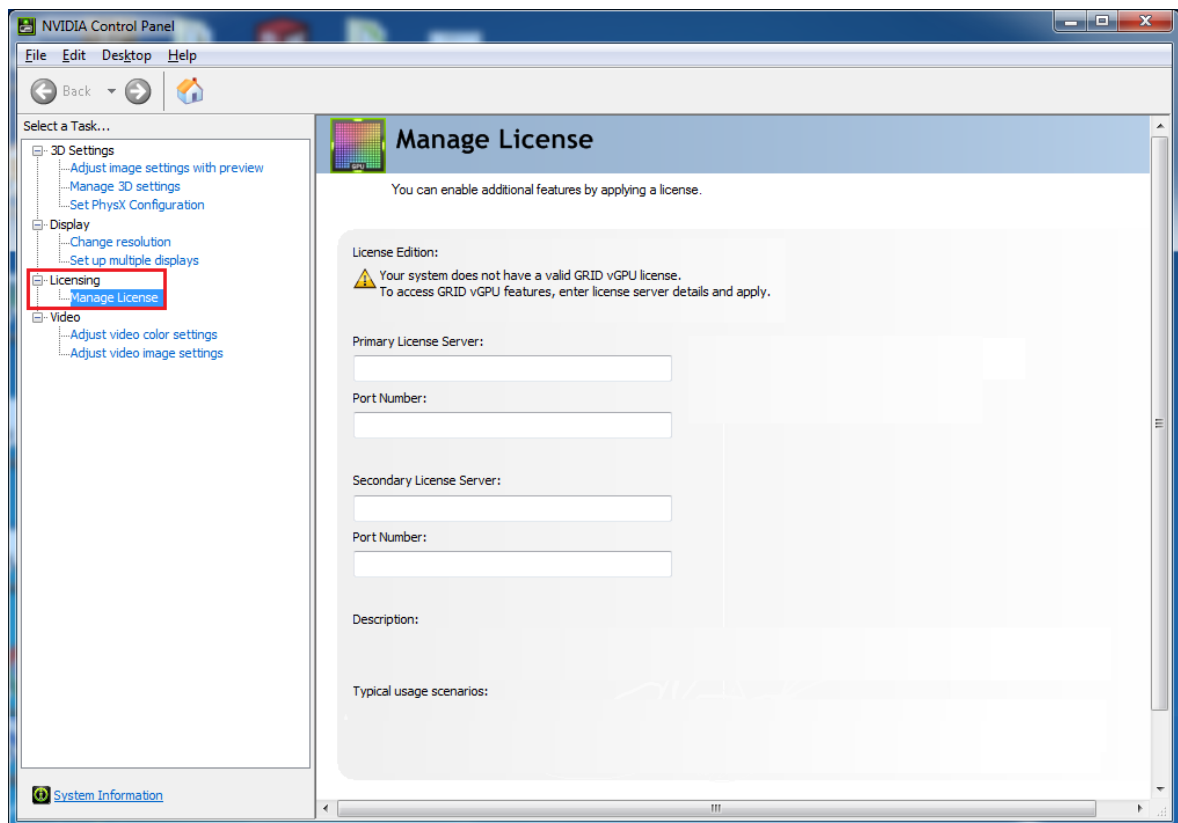 NVIDIA Control Panel
File Edit Desktop Help
Back
Select a Task...
3D Settings
Adjust image settings with preview
Manage 3D settings
Set PhysX Configuration
Display
Change resolution
Set up multiple displays
Licensing
Manage License
Video
Adjust video color settings
Adjust video image settings
System Information
GPU
Manage License
You can enable additional features by applying a license.
License Edition:
Your system does not have a valid GRID vGPU license.
To access GRID vGPU features, enter license server details and apply.
Primary License Server:
Port Number:
Secondary License Server:
Port Number:
Description:
Typical usage scenarios: